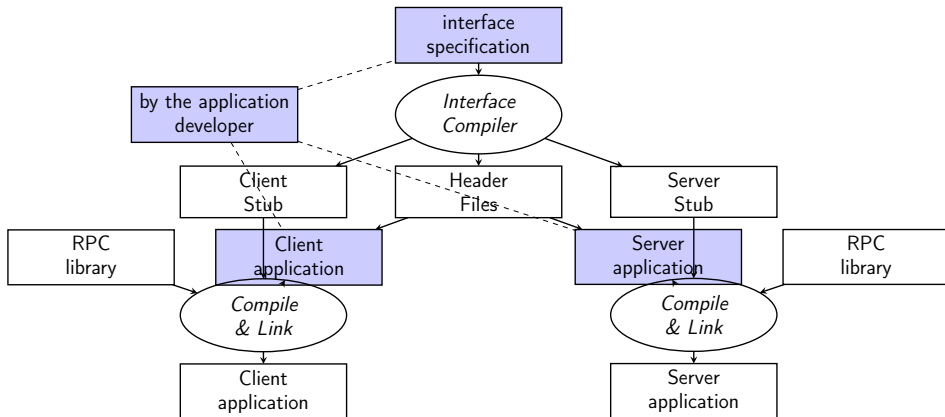 interface
specification
by the application
developer
Interface
Compiler
Client
Stub
Header
Files
Server
Stub
RPC
library
Client
application
Server
application
RPC
library
Compile
& Link
Compile
& Link
Client
application
Server
application